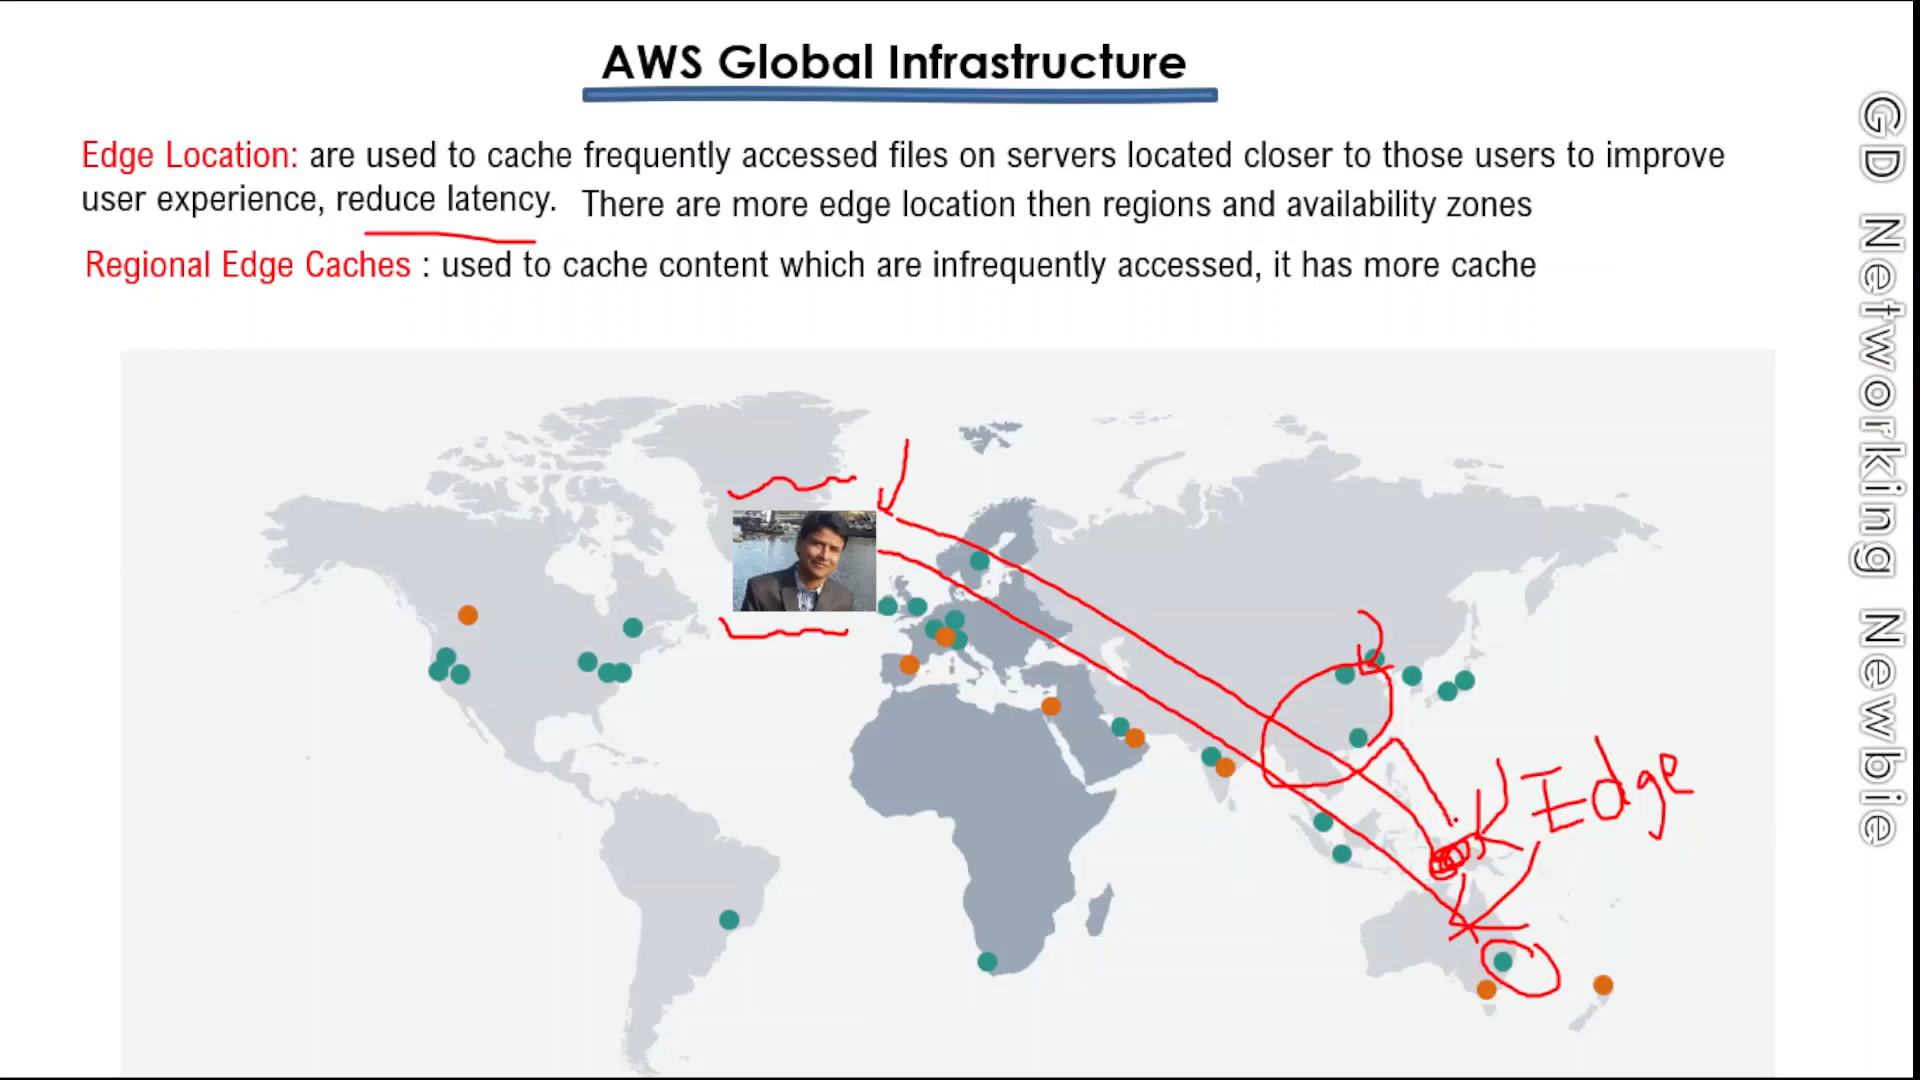 AWS Global Infrastructure
Edge Location: are used to cache frequently accessed files on servers located closer to those users to improve
user experience, reduce latency. There are more edge location then regions and availability zones
Regional Edge Caches : used to cache content which are infrequently accessed, it has more cache
Edge
GD Networking Newbie